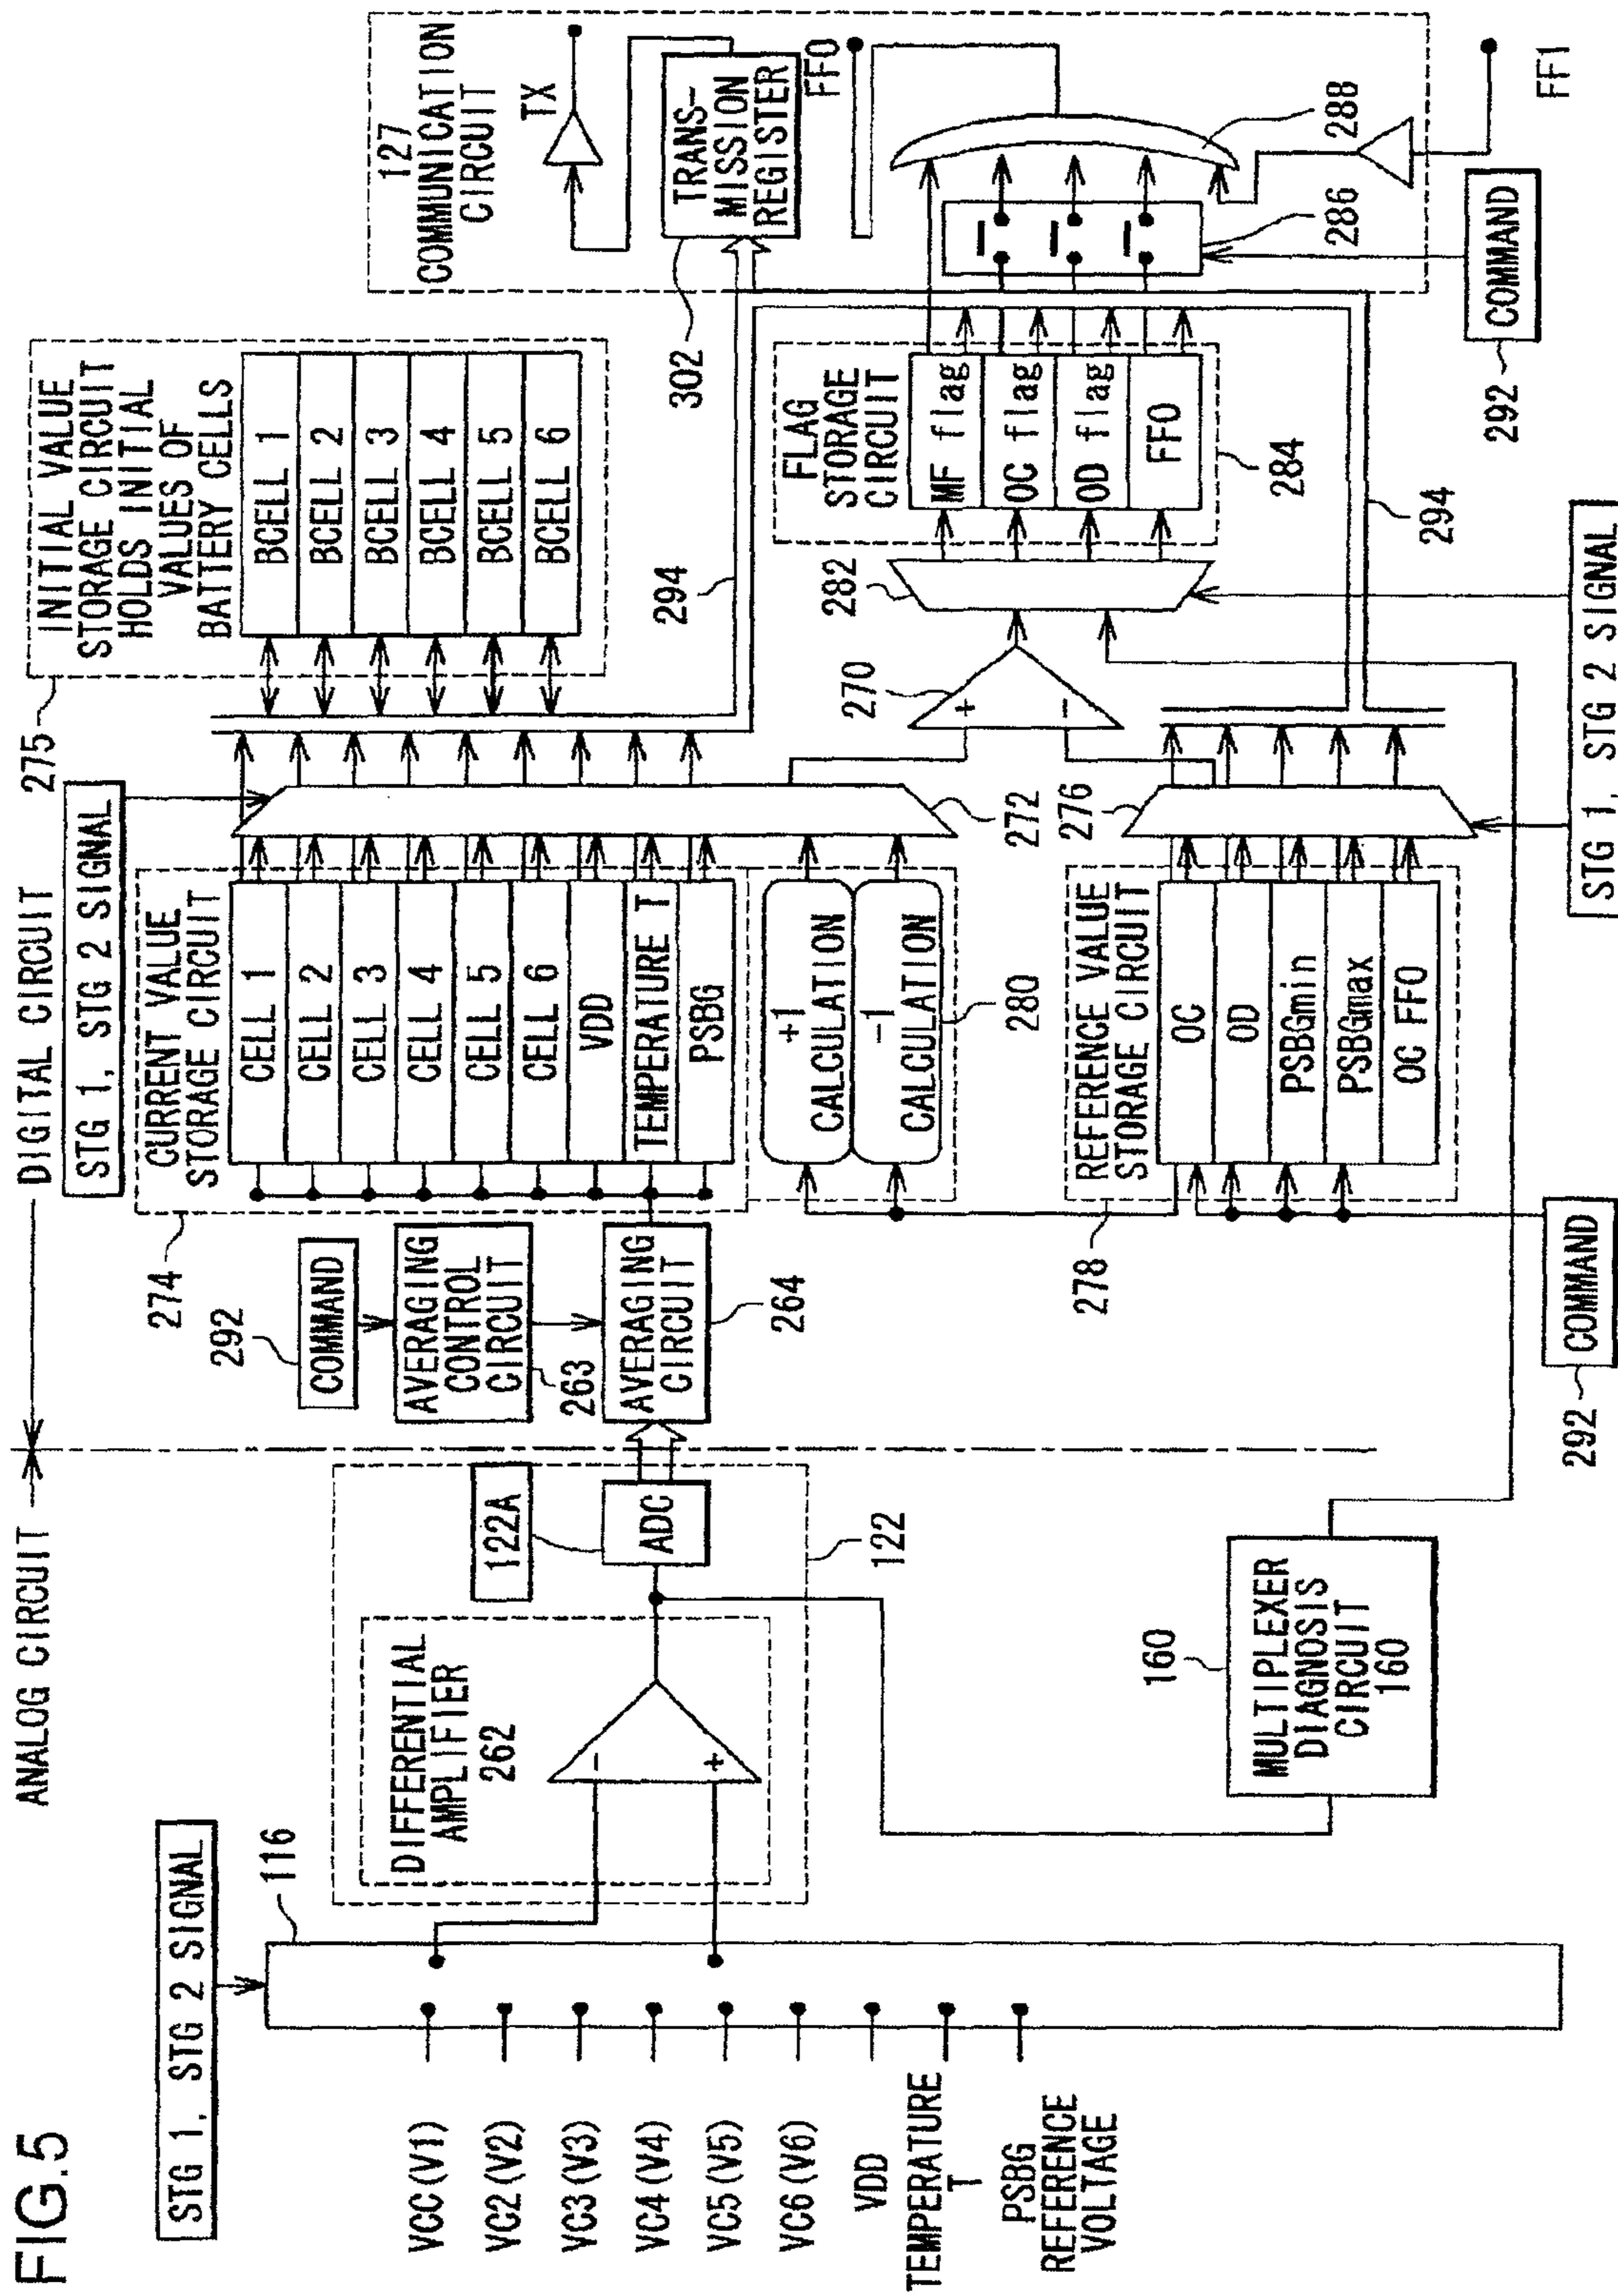 FIG.5
ANALOG CIRCUIT
DIGITAL CIRCUIT
STG 1, STG 2 SIGNAL
116
VCC(V1)
VC2(V2)
VC3(V3)
VC4(V4)
VC5(V5)
VC6(V6)
VDD
TEMPERATURE
T
PSBG
REFERENCE
VOLTAGE
DIFFERENTIAL
AMPLIFIER
262
122A
ADC
122
160
MULTIPLEXER
DIAGNOSIS
CIRCUIT
160
292
COMMAND
AVERAGING
CONTROL
CIRCUIT
263
AVERAGING
CIRCUIT
264
STG 1, STG 2 SIGNAL
274
CURRENT VALUE
STORAGE CIRCUIT
CELL 1
CELL 2
CELL 3
CELL 4
CELL 5
CELL 6
VDD
TEMPERATURE T
PSBG
+1
CALCULATION
-1
CALCULATION
280
272
278
REFERENCE VALUE
STORAGE CIRCUIT
OC
OD
PSBGmin
PSBGmax
OC FFO
276
292
COMMAND
275
INITIAL VALUE
STORAGE CIRCUIT
HOLDS INITIAL
VALUES OF
BATTERY CELLS
BCELL 1
BCELL 2
BCELL 3
BCELL 4
BCELL 5
BCELL 6
294
270
+
-
282
FLAG
STORAGE
CIRCUIT
MF flag
OC flag
OD flag
FFO
284
294
STG 1, STG 2 SIGNAL
127
COMMUNICATION
CIRCUIT
TX
302
TRANS-
MISSION
REGISTER
FFO
288
286
292
COMMAND
FF1